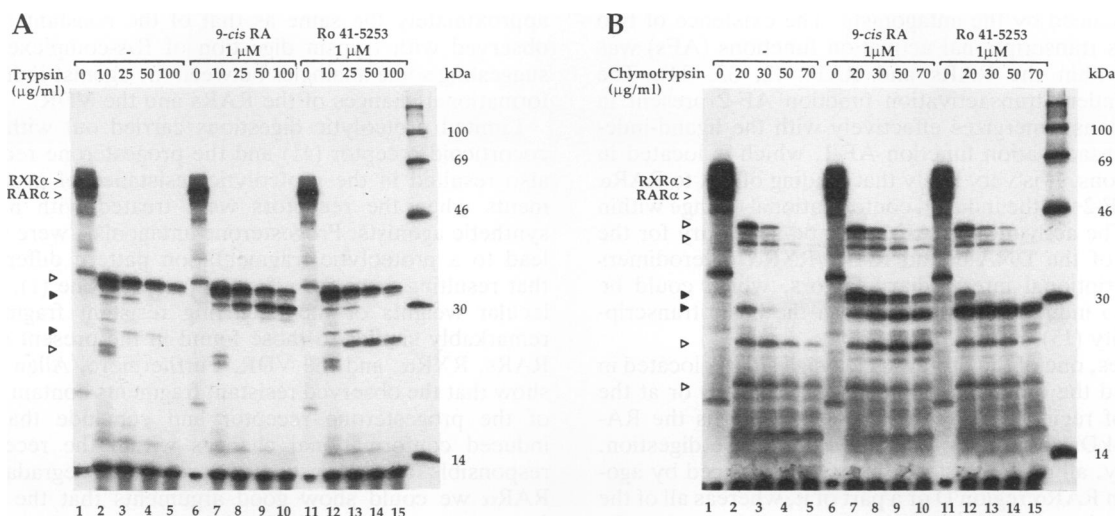 A
9-cis RA
1 μM
Ro 41-5253
1 μM
-
Trypsin
(μg/ml)
0 10 25 50 100 0 10 25 50 100 0 10 25 50 100
kDa
RXRα >
RARα >
100
69
46
30
14
1 2 3 4 5 6 7 8 9 10 11 12 13 14 15
B
9-cis RA
1μM
Ro 41-5253
1μM
-
Chymotrypsin
(μg/ml)
0 20 30 50 70 0 20 30 50 70 0 20 30 50 70
kDa
RXRα >
RARα >
100
69
46
30
14
1 2 3 4 5 6 7 8 9 10 11 12 13 14 15